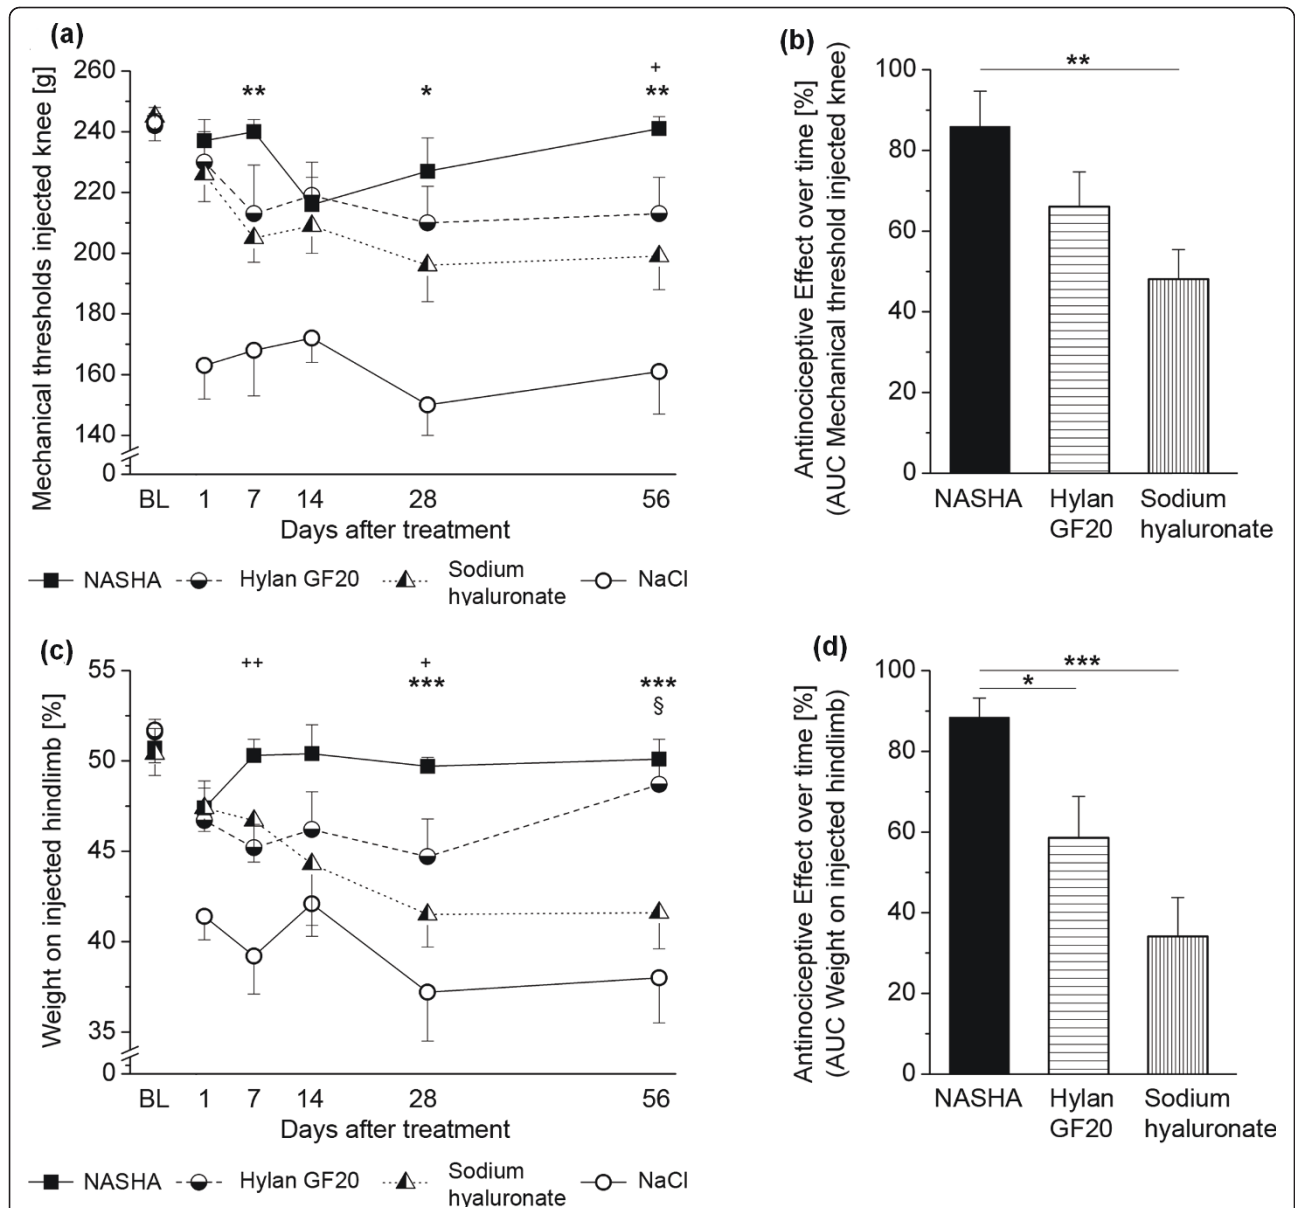 (a)
Mechanical thresholds injected knee [g]
260
240
220
200
180
160
140
0
+
** * **
BL 1 7 14 28 56
Days after treatment
NASHA Hylan GF20 Sodium hyaluronate NaCl
(b)
Antinociceptive Effect over time [%]
(AUC Mechanical threshold injected knee)
100
80
60
40
20
0
**
NASHA Hylan Sodium
GF20 hyaluronate
(c)
Weight on injected hindlimb [%]
55
50
45
40
35
0
++ +
*** ***
§
BL 1 7 14 28 56
Days after treatment
NASHA Hylan GF20 Sodium hyaluronate NaCl
(d)
Antinociceptive Effect over time [%]
(AUC Weight on injected hindlimb)
100
80
60
40
20
0
***
*
NASHA Hylan Sodium
GF20 hyaluronate